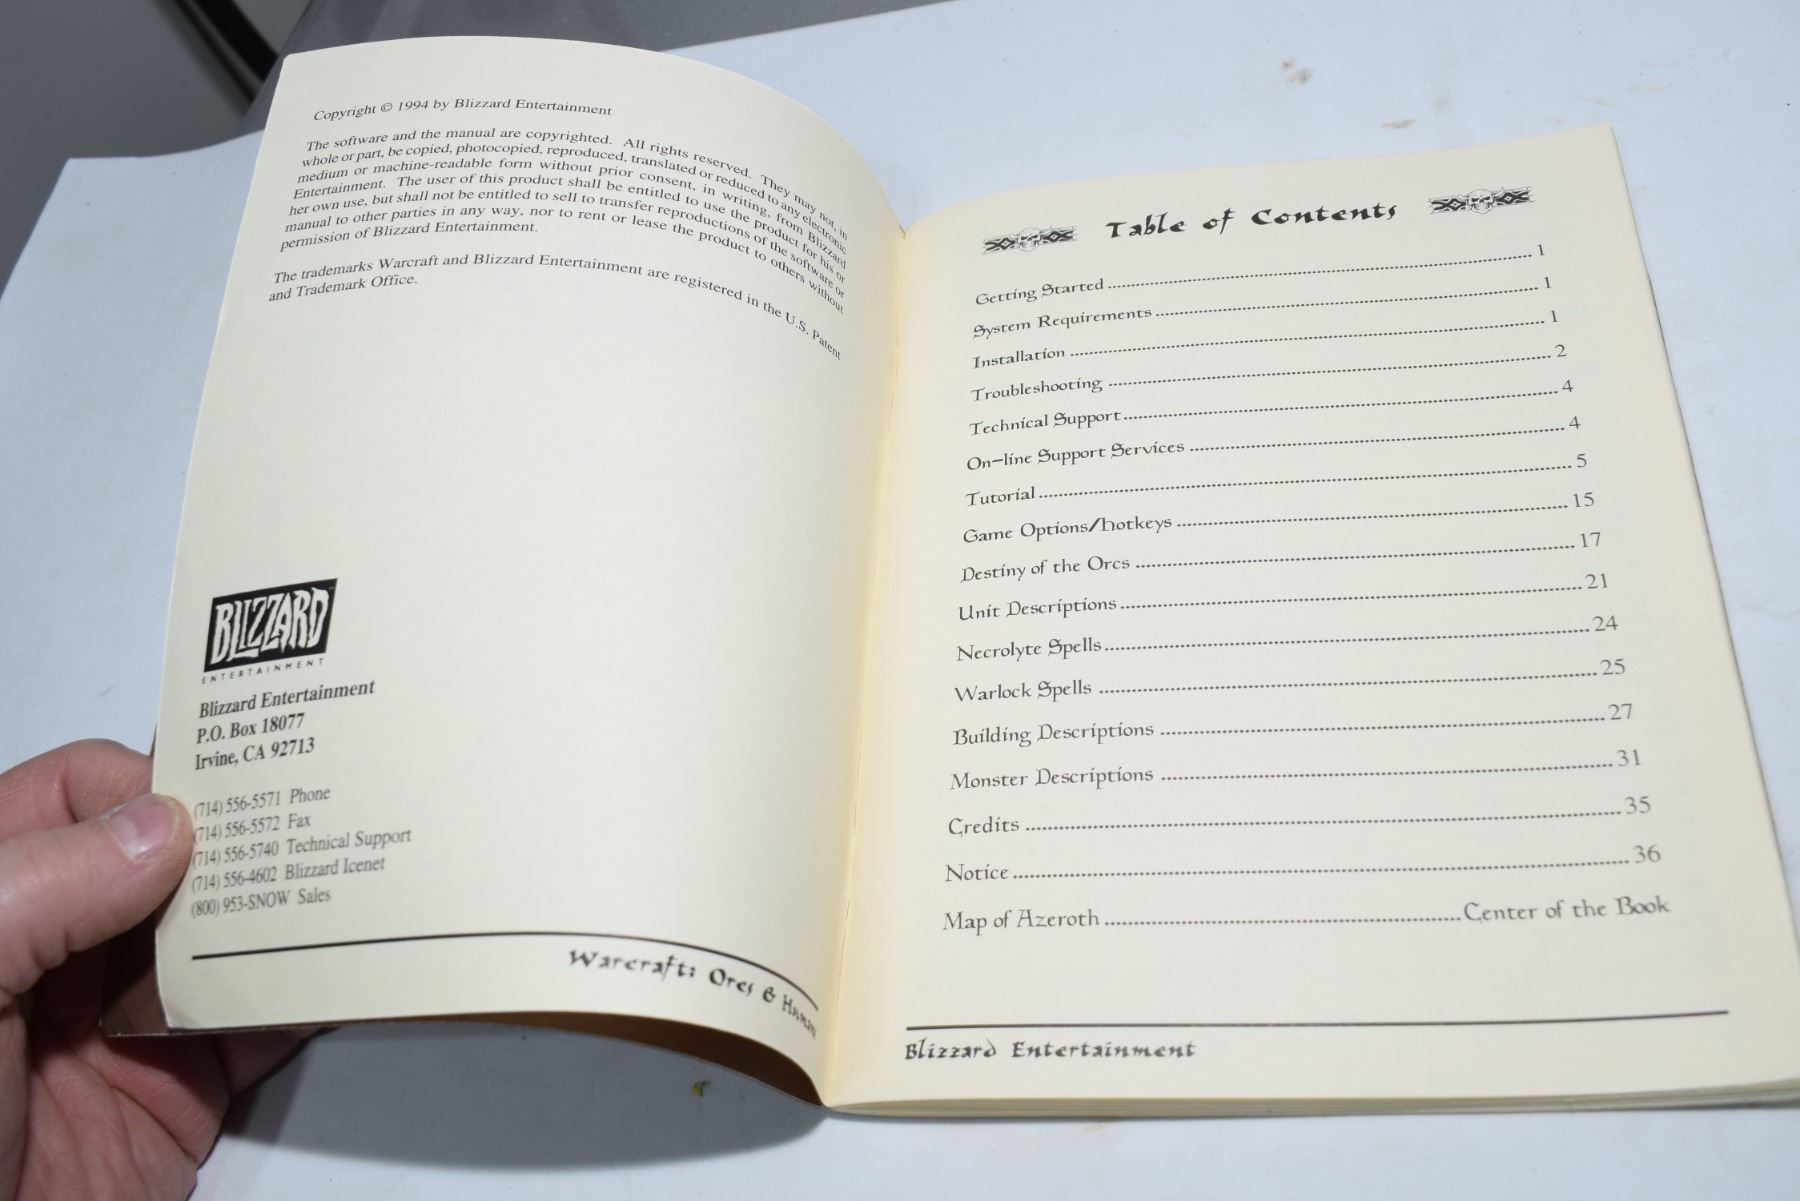 Copyright © 1994 by Blizzard Entertainment
The software and the manual are copyrighted. All rights reserved. They may not, in
whole or part, be copied, photocopied, reproduced, translated or reduced to any electronic
medium or machine-readable form without prior consent, in writing, from Blizzard
Entertainment. The user of this product shall be entitled to use the product for his or
her own use, but shall not be entitled to sell to transfer reproductions of the software or
manual to other parties in any way, nor to rent or lease the product to others without
permission of Blizzard Entertainment.
The trademarks Warcraft and Blizzard Entertainment are registered in the U.S. Patent
and Trademark Office.
BLIZZARD
ENTERTAINMENT
Blizzard Entertainment
P.O. Box 18077
Irvine, CA 92713
(714) 556-5571 Phone
(714) 556-5572 Fax
(714) 556-5740 Technical Support
(714) 556-4602 Blizzard Icenet
(800) 953-SNOW Sales
Warcraft: Orcs & Humans
Table of Contents
Getting Started ........ 1
System Requirements ........ 1
Installation ........ 1
Troubleshooting ........ 2
Technical Support ........ 4
On-line Support Services ........ 4
Tutorial ........ 5
Game Options/hotkeys ........ 15
Destiny of the Orcs ........ 17
Unit Descriptions ........ 21
Necrolyte Spells ........ 24
Warlock Spells ........ 25
Building Descriptions ........ 27
Monster Descriptions ........ 31
Credits ........ 35
Notice ........ 36
Map of Azeroth ........ Center of the Book
Blizzard Entertainment